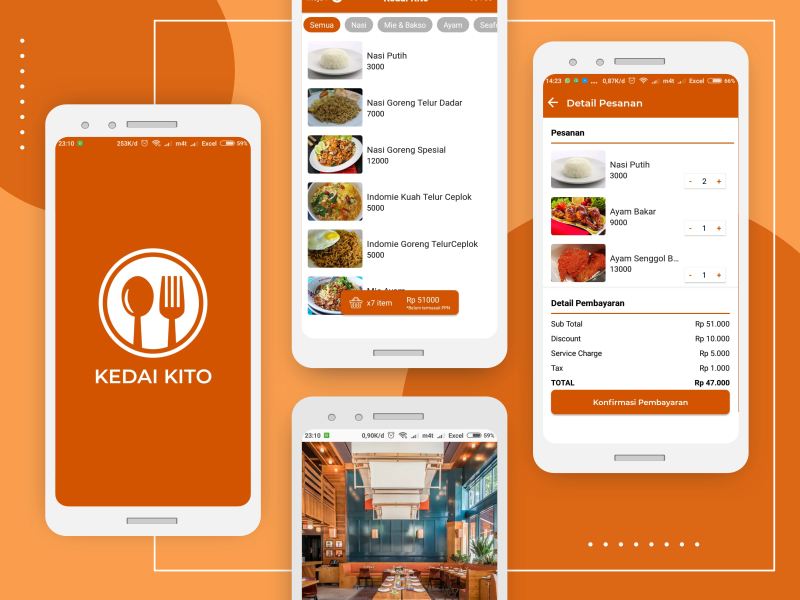 23:10
253K/d
m4t
Excel
59%
KEDAI KITO
Semua
Nasi
Mie & Bakso
Ayam
Nasi Putih
3000
Nasi Goreng Telur Dadar
7000
Nasi Goreng Spesial
12000
Indomie Kuah Telur Ceplok
5000
Indomie Goreng TelurCeplok
5000
x7 item
Rp 51000
*Belum termasuk PPN
23:10
0,90K/d
m4t
Excel
59%
14:23
... 0,87K/d
m4t
Excel
66%
Detail Pesanan
Pesanan
Nasi Putih
3000
- 2 +
Ayam Bakar
9000
- 1 +
Ayam Senggol B...
13000
- 1 +
Detail Pembayaran
Sub Total Rp 51.000
Discount Rp 10.000
Service Charge Rp 5.000
Tax Rp 1.000
TOTAL Rp 47.000
Konfirmasi Pembayaran